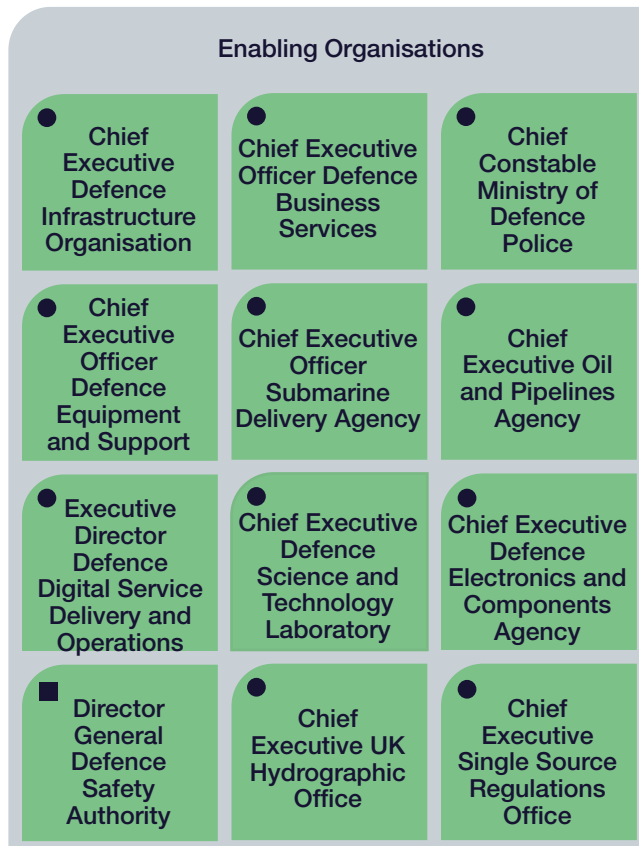 Enabling Organisations
Chief
Executive
Defence
Infrastructure
Organisation
Chief Executive
Officer Defence
Business
Services
Chief
Constable
Ministry of
Defence
Police
Chief
Executive
Officer
Defence
Equipment
and Support
Chief Executive
Officer
Submarine
Delivery Agency
Chief
Executive Oil
and Pipelines
Agency
Executive
Director
Defence
Digital Service
Delivery and
Operations
Chief Executive
Defence
Science and
Technology
Laboratory
Chief Executive
Defence
Electronics and
Components
Agency
Director
General
Defence
Safety
Authority
Chief
Executive UK
Hydrographic
Office
Chief
Executive
Single Source
Regulations
Office